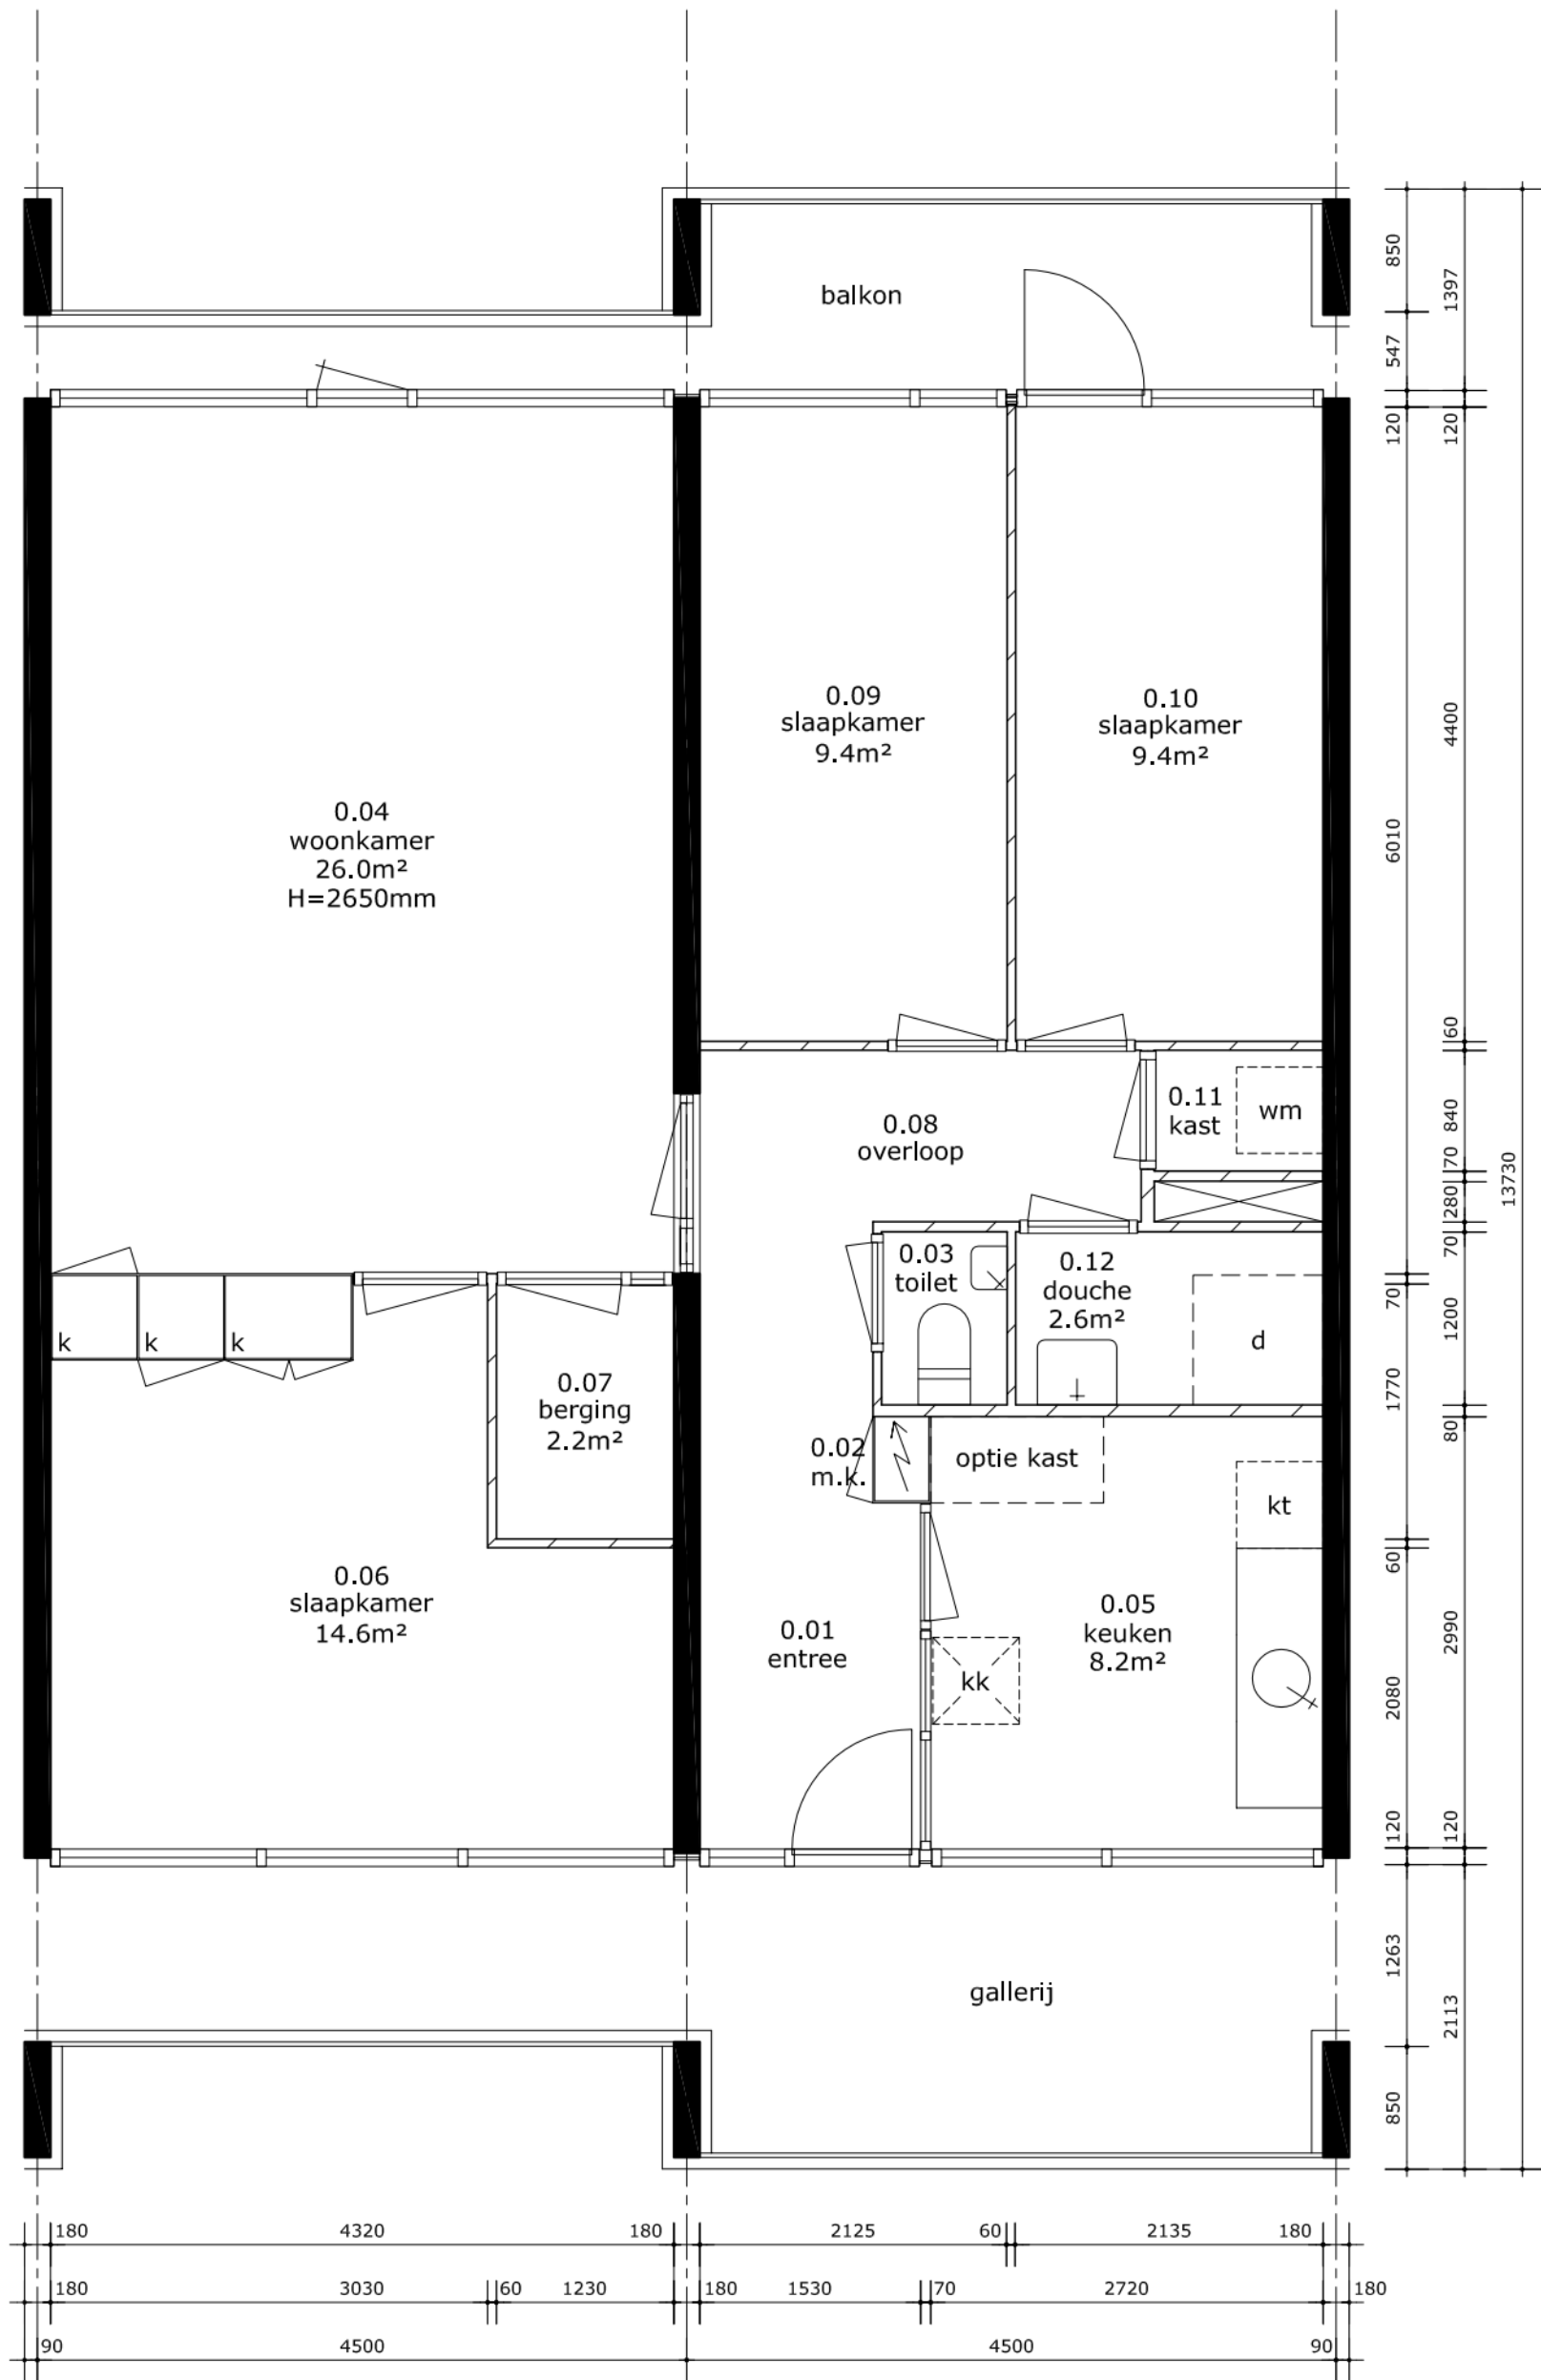 balkon
0.09
slaapkamer
9.4m²
0.10
slaapkamer
9.4m²
0.04
woonkamer
26.0m²
H=2650mm
0.11
kast
wm
0.08
overloop
0.03
toilet
0.12
douche
2.6m²
d
k
k
k
0.07
berging
2.2m²
0.02
m.k.
optie kast
kt
0.06
slaapkamer
14.6m²
0.01
entree
kk
0.05
keuken
8.2m²
gallerij
850
547
120
6010
70
1770
60
2080
120
1263
850
1397
120
4400
60
840
70
280
70
1200
80
2990
120
2113
13730
180 4320 180 2125 60 2135 180
180 3030 60 1230 180 1530 70 2720 180
90 4500 4500 90